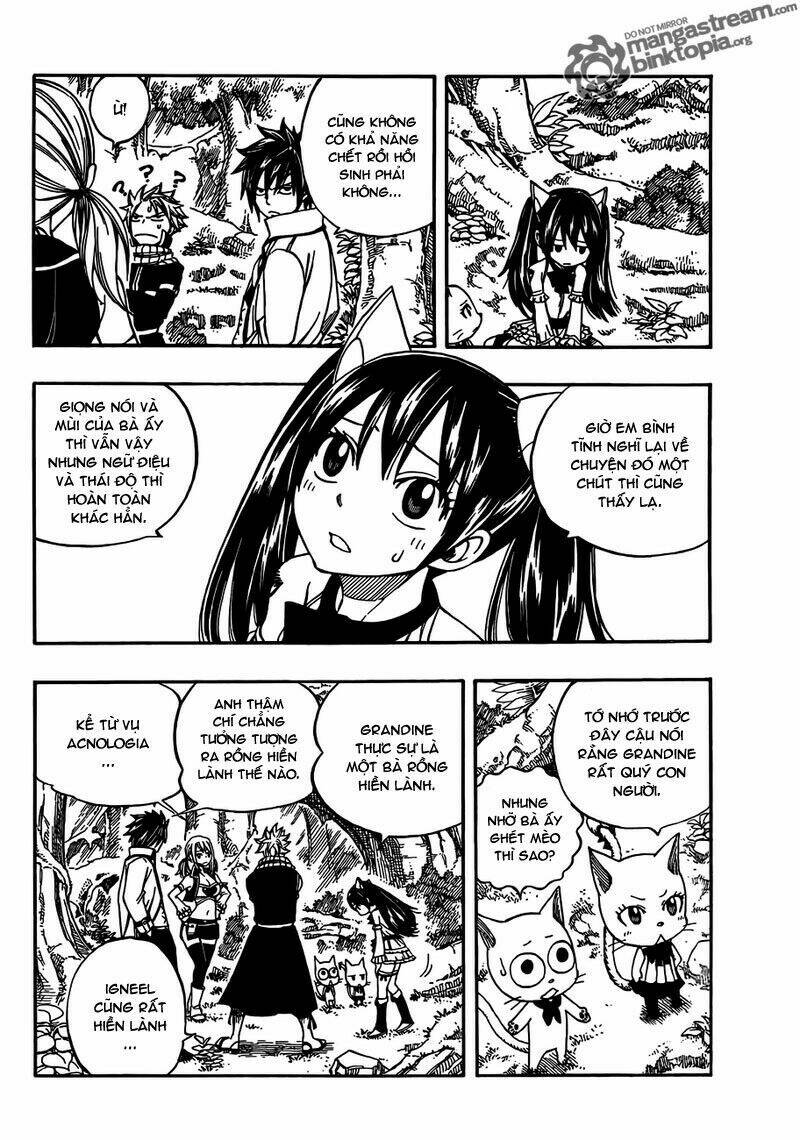 DO NOT MIRROR
mangastream.com
binktopia.org
Ừ!
CŨNG KHÔNG
CÓ KHẢ NĂNG
CHẾT RỒI HỒI
SINH PHẢI
KHÔNG...
GIỌNG NÓI VÀ
MÙI CỦA BÀ ẤY
THÌ VẪN VẬY
NHƯNG NGỮ ĐIỆU
VÀ THÁI ĐỘ THÌ
HOÀN TOÀN
KHÁC HẲN.
GIỜ EM BÌNH
TĨNH NGHĨ LẠI VỀ
CHUYỆN ĐÓ MỘT
CHÚT THÌ CŨNG
THẤY LẠ.
KỂ TỪ VỤ
ACNOLOGIA
...
ANH THẬM
CHÍ CHẲNG
TƯỞNG TƯỢNG
RA RỒNG HIỀN
LÀNH THẾ NÀO.
GRANDINE
THỰC SỰ LÀ
MỘT BÀ RỒNG
HIỀN LÀNH.
IGNEEL
CŨNG RẤT
HIỀN LÀNH
...
TỚ NHỚ TRƯỚC
ĐÂY CẬU NÓI
RẰNG GRANDINE
RẤT QUÝ CON
NGƯỜI.
NHƯNG
NHỠ BÀ ẤY
GHÉT MÈO
THÌ SAO?